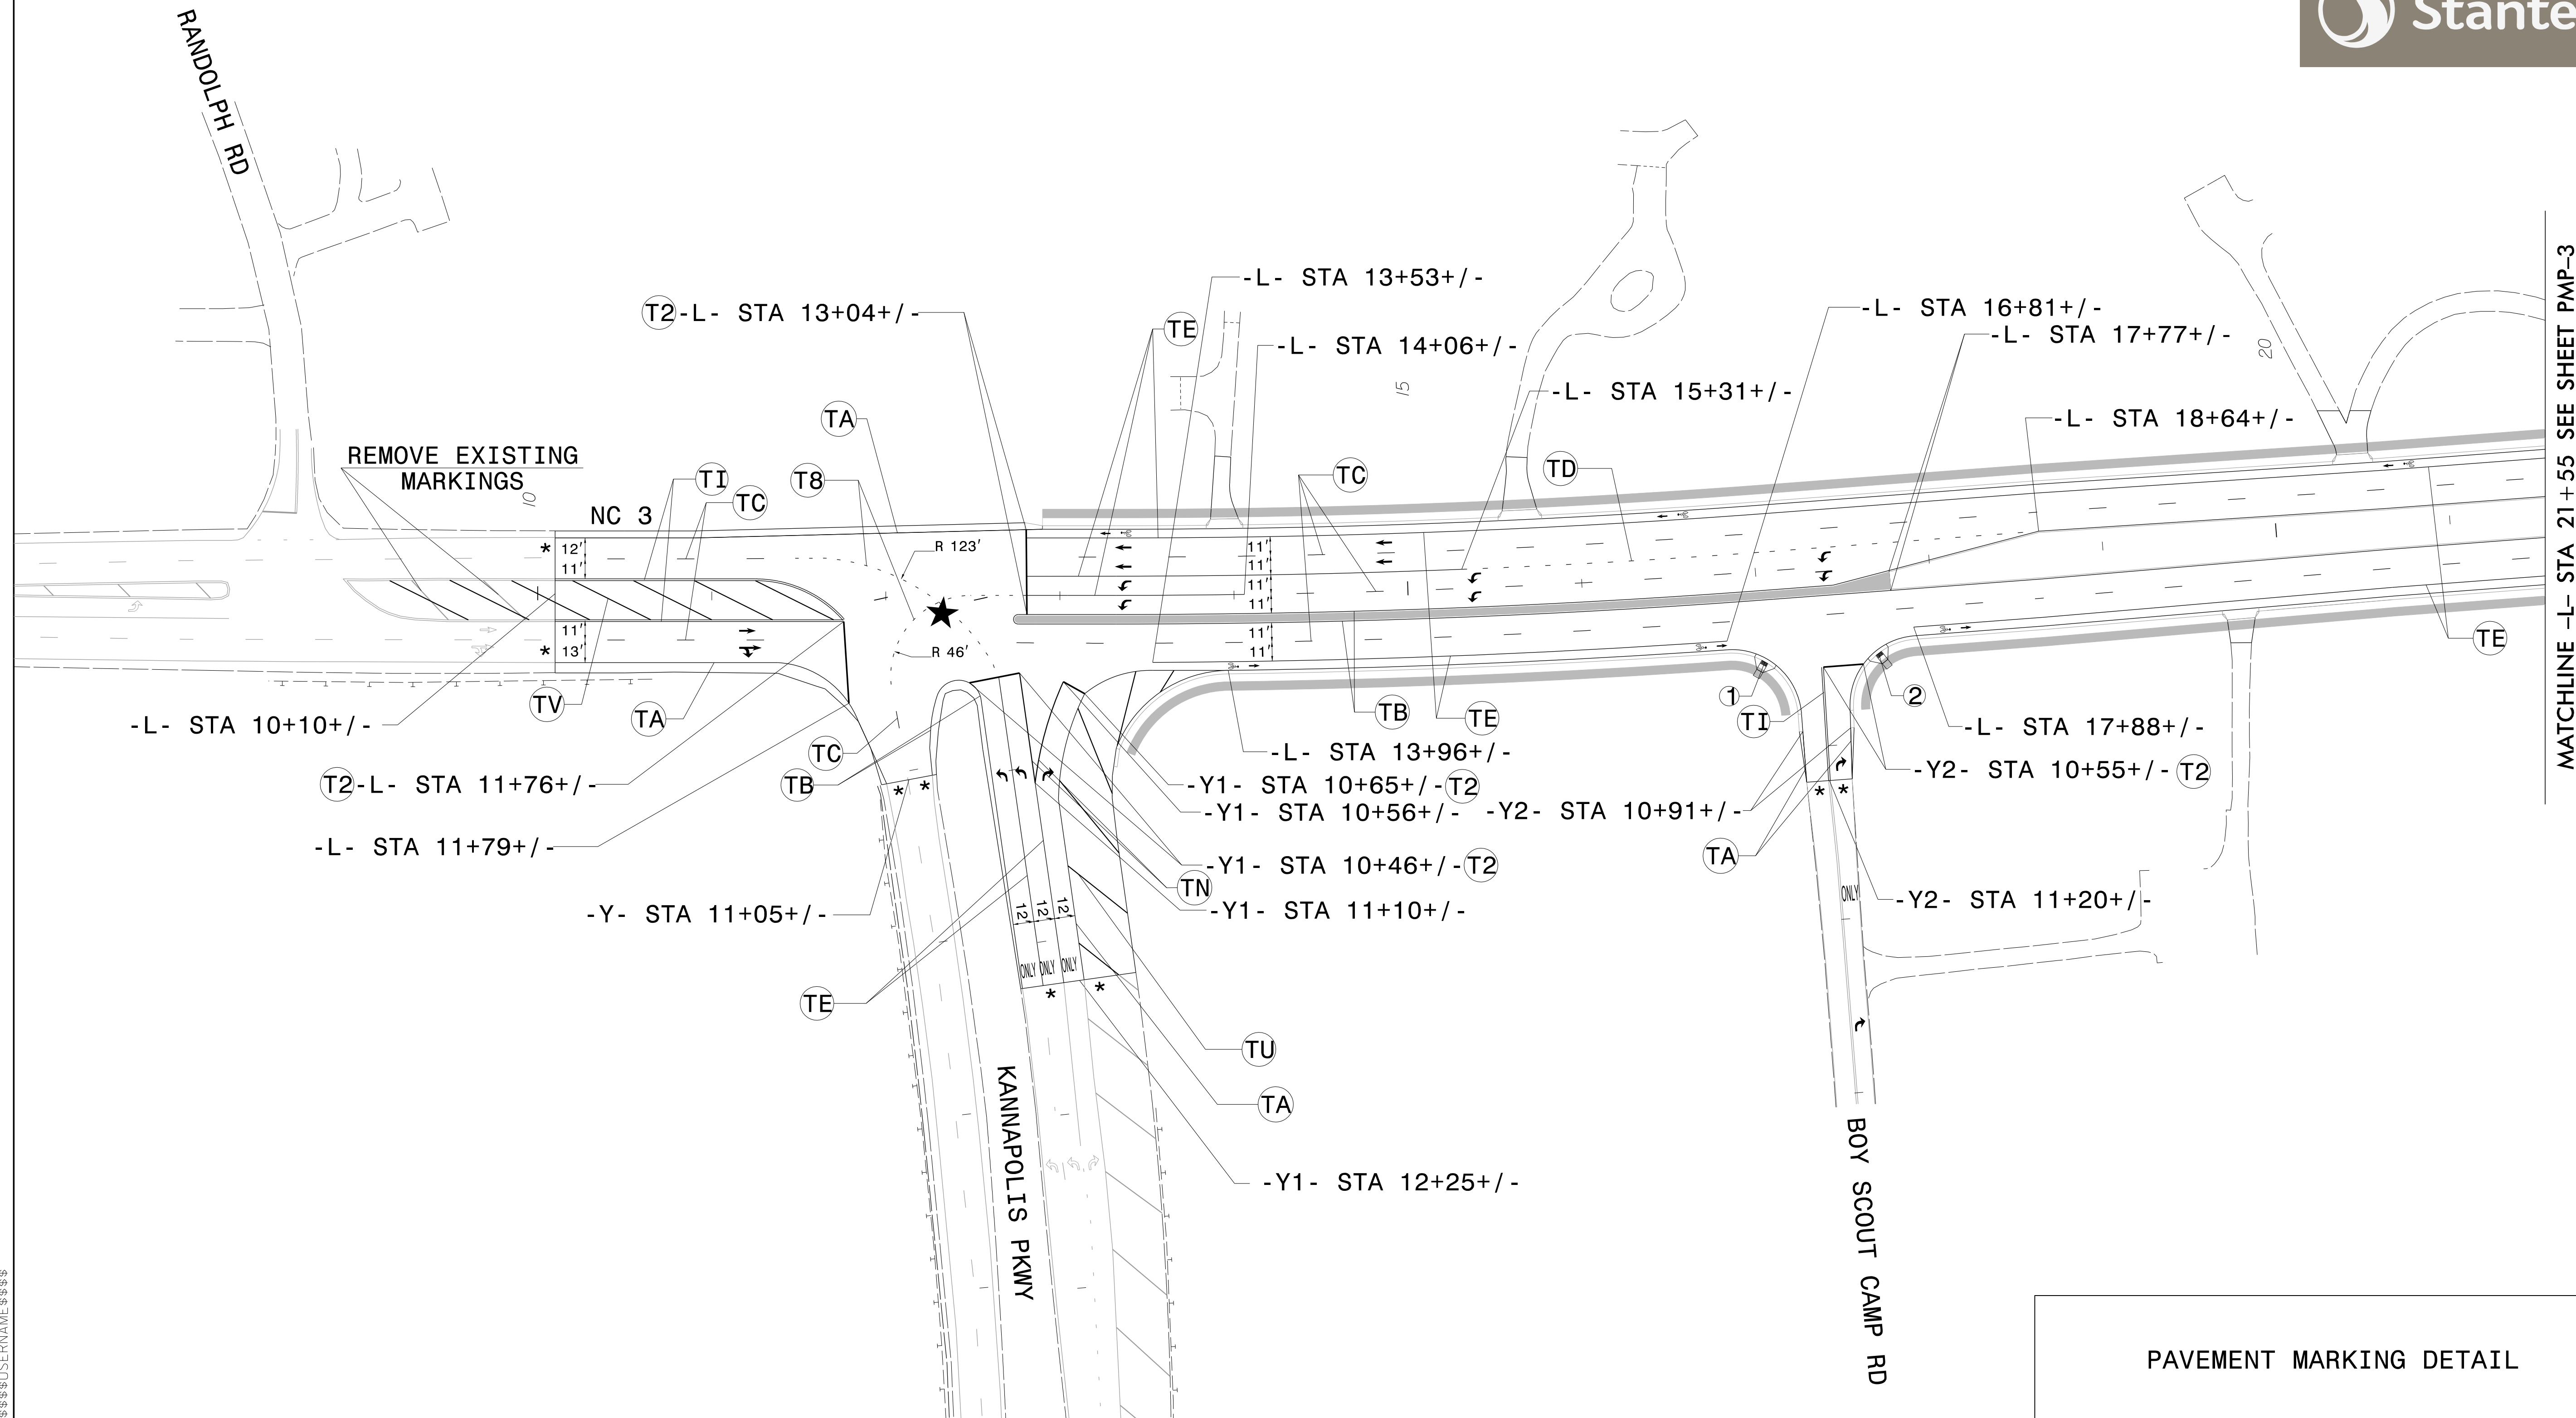 Stante
RANDOLPH RD
-L- STA 13+53+/-
T2 -L- STA 13+04+/-
TE
-L- STA 14+06+/-
-L- STA 16+81+/-
-L- STA 17+77+/-
20
15
-L- STA 15+31+/-
-L- STA 18+64+/-
MATCHLINE -L- STA 21+55 SEE SHEET PMP-3
TA
REMOVE EXISTING
MARKINGS
10
TI
TC
T8
TC
TD
NC 3
R 123'
* 12'
11'
11'
11'
11'
11'
11'
* 13'
R 46'
11'
11'
TE
TV
TA
-L- STA 10+10+/-
TB
TE
1
TI
2
-L- STA 17+88+/-
TC
-L- STA 13+96+/-
T2 -L- STA 11+76+/-
TB
* *
-Y1- STA 10+65+/- T2
-Y2- STA 10+55+/- T2
-Y1- STA 10+56+/-
-Y2- STA 10+91+/-
* *
-L- STA 11+79+/-
-Y1- STA 10+46+/- T2
TA
TN
-Y- STA 11+05+/-
-Y1- STA 11+10+/-
ONLY
-Y2- STA 11+20+/-
12'
12'
12'
ONLY
ONLY
ONLY
TE
* *
TU
TA
KANNAPOLIS PKWY
-Y1- STA 12+25+/-
BOY SCOUT CAMP RD
PAVEMENT MARKING DETAIL
$$$$USERNAME$$$$